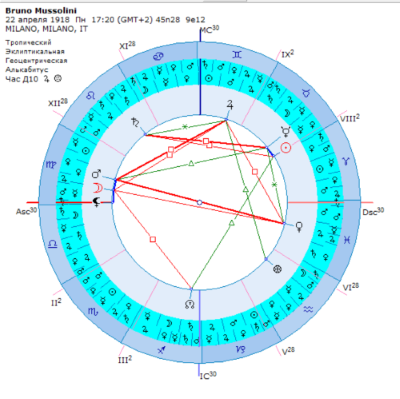 Bruno Mussolini
22 апреля 1918  Пн  17:20 (GMT+2) 45n28  9e12
MILANO, MILANO, IT
Тропический
Эклиптикальная
Геоцентрическая
Алькабитус
Час Д10 ♃ ☉
MC30
XI28
IX2
XII28
VIII2
Asc30
Dsc30
II2
VI28
III2
V28
IC30